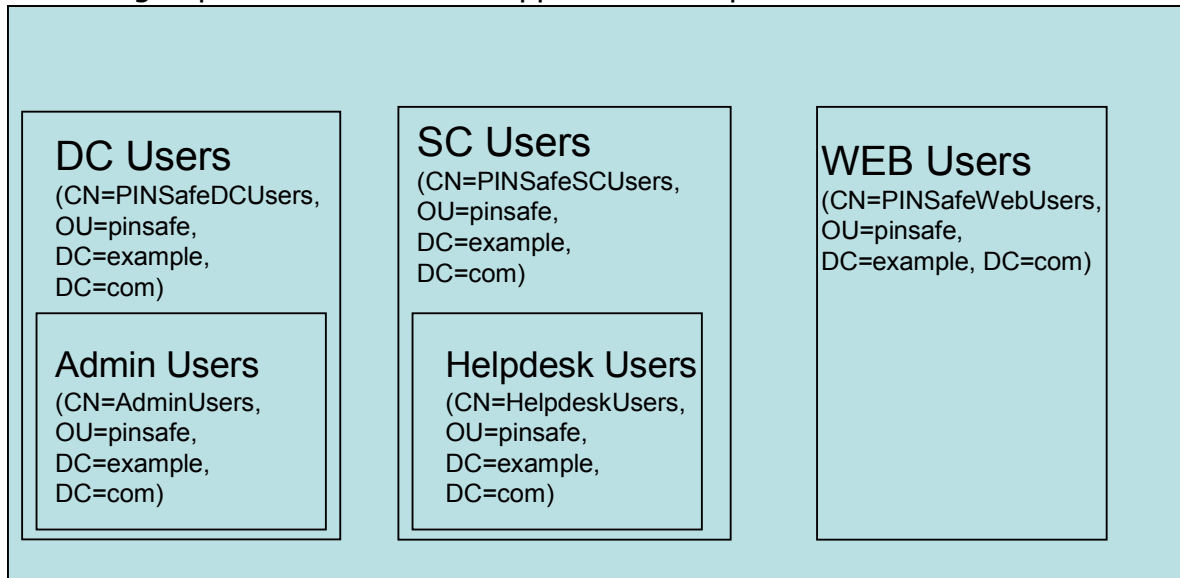 DC Users
(CN=PINSafeDCUsers,
OU=pinsafe,
DC=example,
DC=com)
Admin Users
(CN=AdminUsers,
OU=pinsafe,
DC=example,
DC=com)
SC Users
(CN=PINSafeSCUsers,
OU=pinsafe,
DC=example,
DC=com)
Helpdesk Users
(CN=HelpdeskUsers,
OU=pinsafe,
DC=example,
DC=com)
WEB Users
(CN=PINSafeWebUsers,
OU=pinsafe,
DC=example, DC=com)